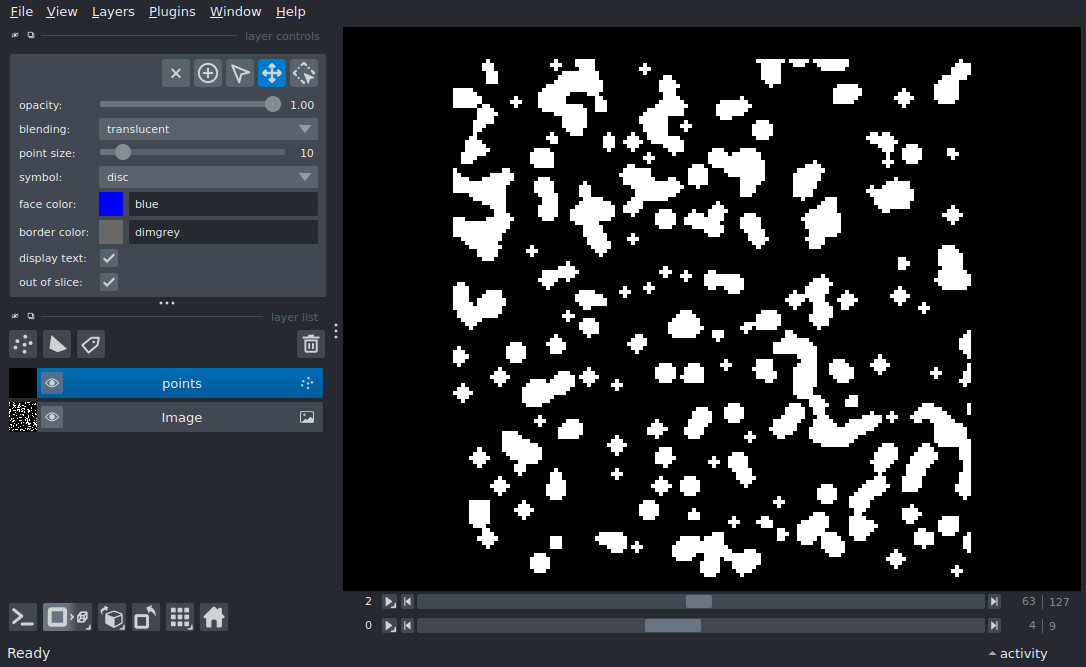 File View Layers Plugins Window Help
layer controls
opacity: 1.00
blending: translucent
point size: 10
symbol: disc
face color: blue
border color: dimgrey
display text:
out of slice:
layer list
points
Image
2 63 127
0 4 9
Ready activity